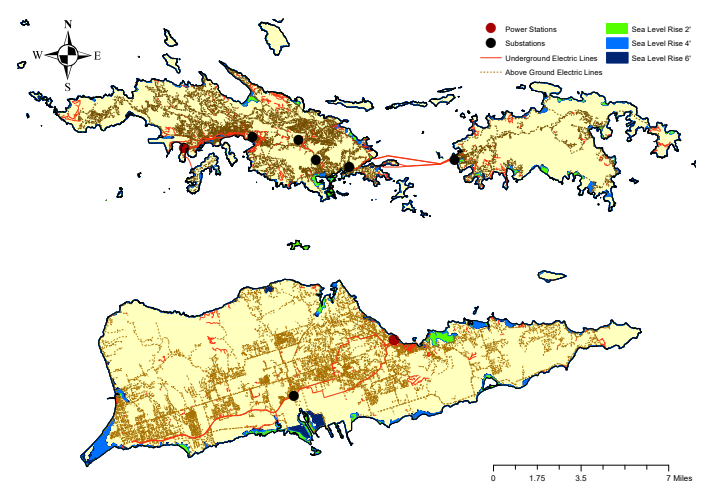 N
W E
S
Power Stations
Substations
Underground Electric Lines
Above Ground Electric Lines
Sea Level Rise 2'
Sea Level Rise 4'
Sea Level Rise 6'
0 1.75 3.5 7 Miles